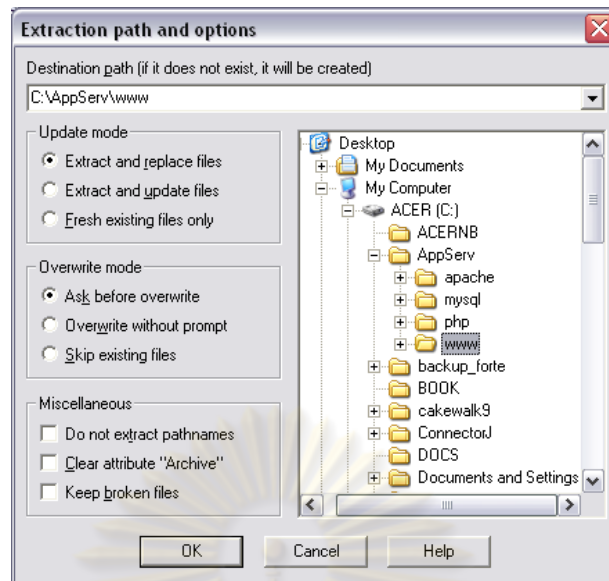 Extraction path and options
Destination path (if it does not exist, it will be created)
C:\AppServ\www
Update mode
Extract and replace files
Extract and update files
Fresh existing files only
Overwrite mode
Ask before overwrite
Overwrite without prompt
Skip existing files
Miscellaneous
Do not extract pathnames
Clear attribute "Archive"
Keep broken files
Desktop
My Documents
My Computer
ACER (C:)
ACERNB
AppServ
apache
mysql
php
www
backup_forte
BOOK
cakewalk9
ConnectorJ
DOCS
Documents and Settings
OK
Cancel
Help